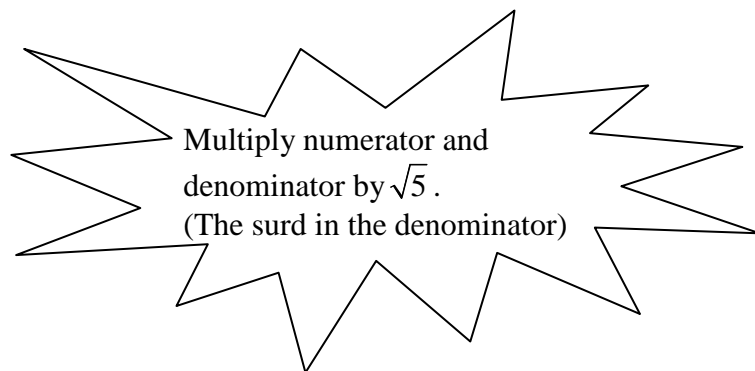 Multiply numerator and
denominator by √5 .
(The surd in the denominator)